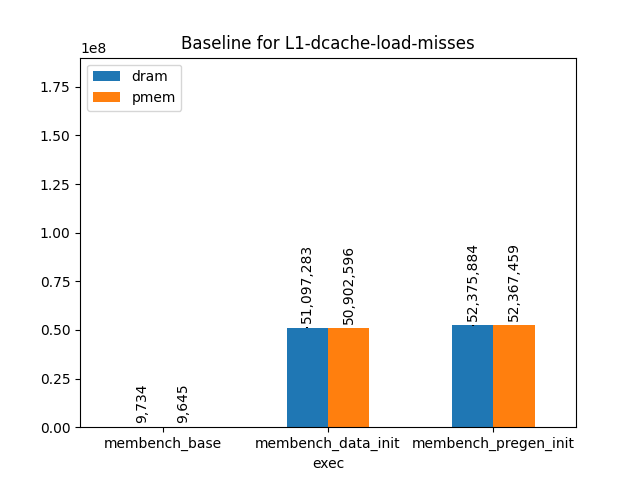 Baseline for L1-dcache-load-misses
1e8
dram
pmem
1.75
1.50
1.25
1.00
0.75
0.50
0.25
0.00
9,734
9,645
51,097,283
50,902,596
52,375,884
52,367,459
membench_base
membench_data_init
membench_pregen_init
exec